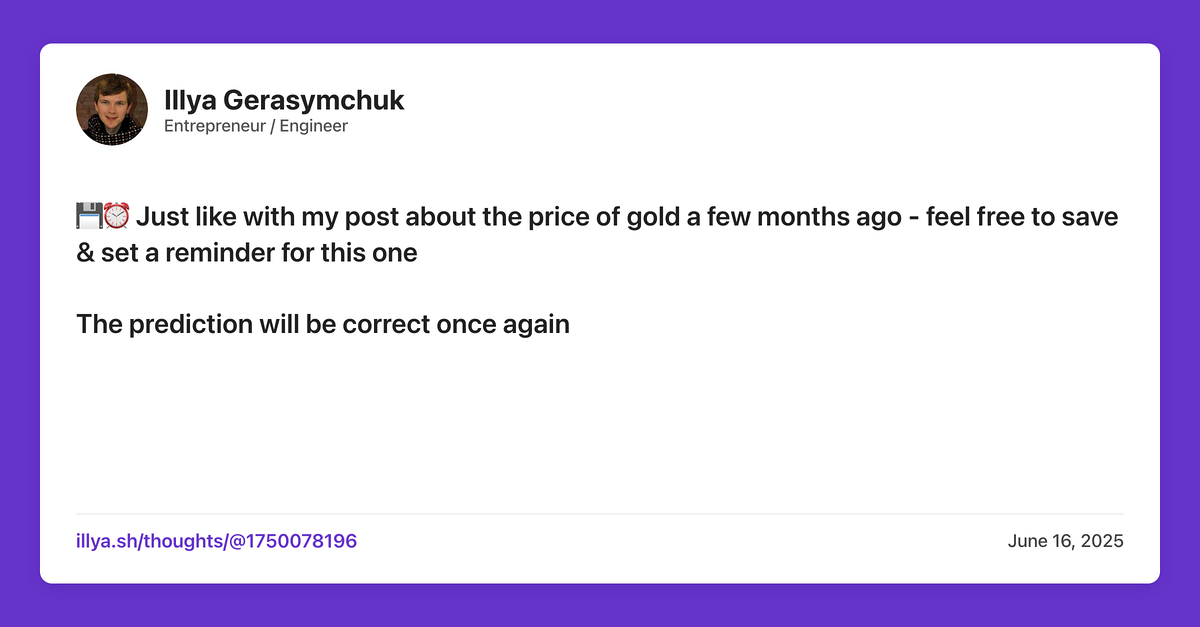 Illya Gerasymchuk
Entrepreneur / Engineer
💾⏰ Just like with my post about the price of gold a few months ago - feel free to save
& set a reminder for this one
The prediction will be correct once again
illya.sh/thoughts/@1750078196
June 16, 2025